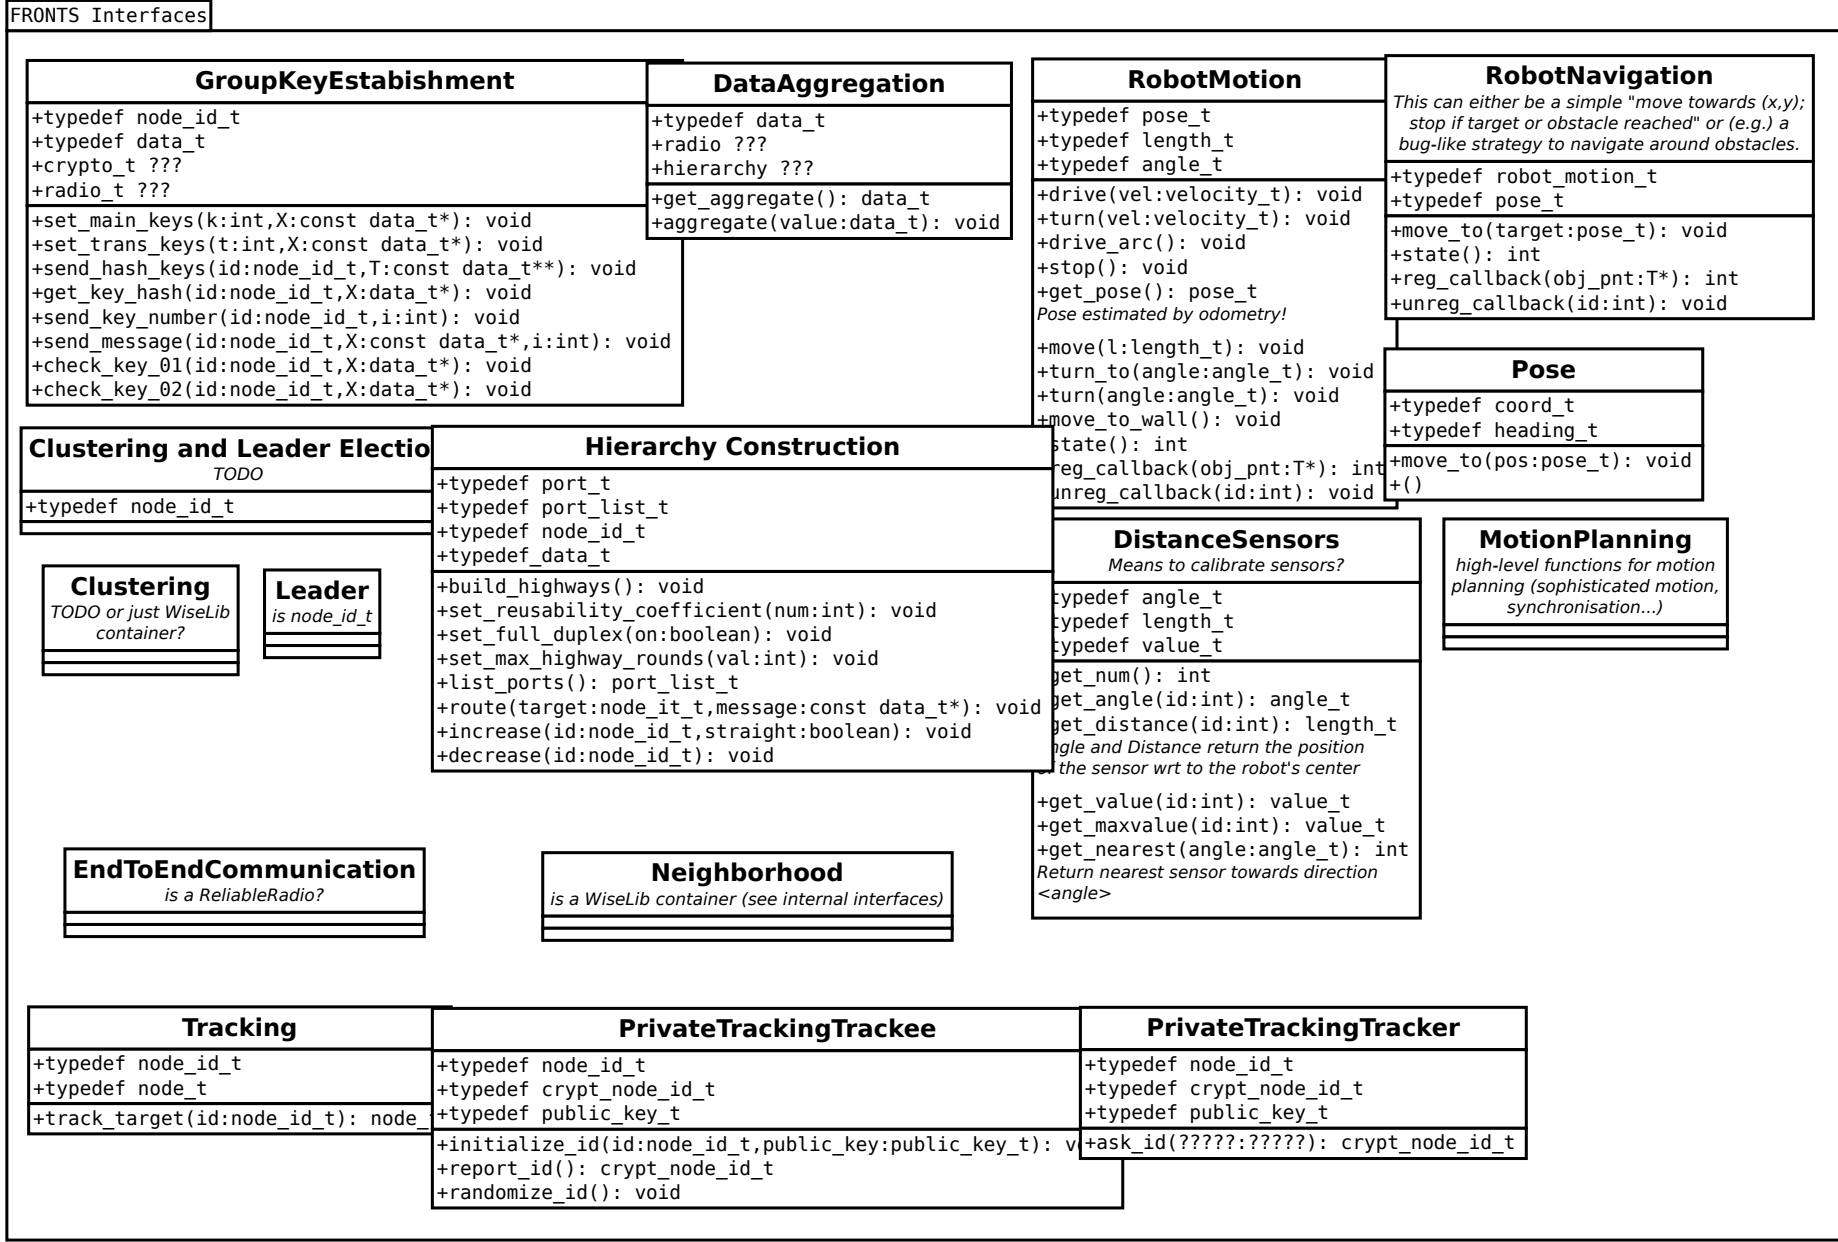 FRONTS Interfaces
GroupKeyEstabishment
+typedef node_id_t
+typedef data_t
+crypto_t ???
+radio_t ???
+set_main_keys(k:int,X:const data_t*): void
+set_trans_keys(t:int,X:const data_t*): void
+send_hash_keys(id:node_id_t,T:const data_t**): void
+get_key_hash(id:node_id_t,X:data_t*): void
+send_key_number(id:node_id_t,i:int): void
+send_message(id:node_id_t,X:const data_t*,i:int): void
+check_key_01(id:node_id_t,X:data_t*): void
+check_key_02(id:node_id_t,X:data_t*): void
DataAggregation
+typedef data_t
+radio ???
+hierarchy ???
+get_aggregate(): data_t
+aggregate(value:data_t): void
RobotMotion
+typedef pose_t
+typedef length_t
+typedef angle_t
+drive(vel:velocity_t): void
+turn(vel:velocity_t): void
+drive_arc(): void
+stop(): void
+get_pose(): pose_t
Pose estimated by odometry!
+move(l:length_t): void
+turn_to(angle:angle_t): void
+turn(angle:angle_t): void
+move_to_wall(): void
state(): int
reg_callback(obj_pnt:T*): int
unreg_callback(id:int): void
RobotNavigation
This can either be a simple "move towards (x,y);
stop if target or obstacle reached" or (e.g.) a
bug-like strategy to navigate around obstacles.
+typedef robot_motion_t
+typedef pose_t
+move_to(target:pose_t): void
+state(): int
+reg_callback(obj_pnt:T*): int
+unreg_callback(id:int): void
Pose
+typedef coord_t
+typedef heading_t
+move_to(pos:pose_t): void
+()
Clustering and Leader Electio
TODO
+typedef node_id_t
Hierarchy Construction
+typedef port_t
+typedef port_list_t
+typedef node_id_t
+typedef_data_t
+build_highways(): void
+set_reusability_coefficient(num:int): void
+set_full_duplex(on:boolean): void
+set_max_highway_rounds(val:int): void
+list_ports(): port_list_t
+route(target:node_it_t,message:const data_t*): void
+increase(id:node_id_t,straight:boolean): void
+decrease(id:node_id_t): void
Clustering
TODO or just WiseLib
container?
Leader
is node_id_t
DistanceSensors
Means to calibrate sensors?
typedef angle_t
typedef length_t
typedef value_t
get_num(): int
get_angle(id:int): angle_t
get_distance(id:int): length_t
ngle and Distance return the position
of the sensor wrt to the robot's center
+get_value(id:int): value_t
+get_maxvalue(id:int): value_t
+get_nearest(angle:angle_t): int
Return nearest sensor towards direction
<angle>
MotionPlanning
high-level functions for motion
planning (sophisticated motion,
synchronisation...)
EndToEndCommunication
is a ReliableRadio?
Neighborhood
is a WiseLib container (see internal interfaces)
Tracking
+typedef node_id_t
+typedef node_t
+track_target(id:node_id_t): node_
PrivateTrackingTrackee
+typedef node_id_t
+typedef crypt_node_id_t
+typedef public_key_t
+initialize_id(id:node_id_t,public_key:public_key_t): v
+report_id(): crypt_node_id_t
+randomize_id(): void
PrivateTrackingTracker
+typedef node_id_t
+typedef crypt_node_id_t
+typedef public_key_t
+ask_id(?????:?????): crypt_node_id_t